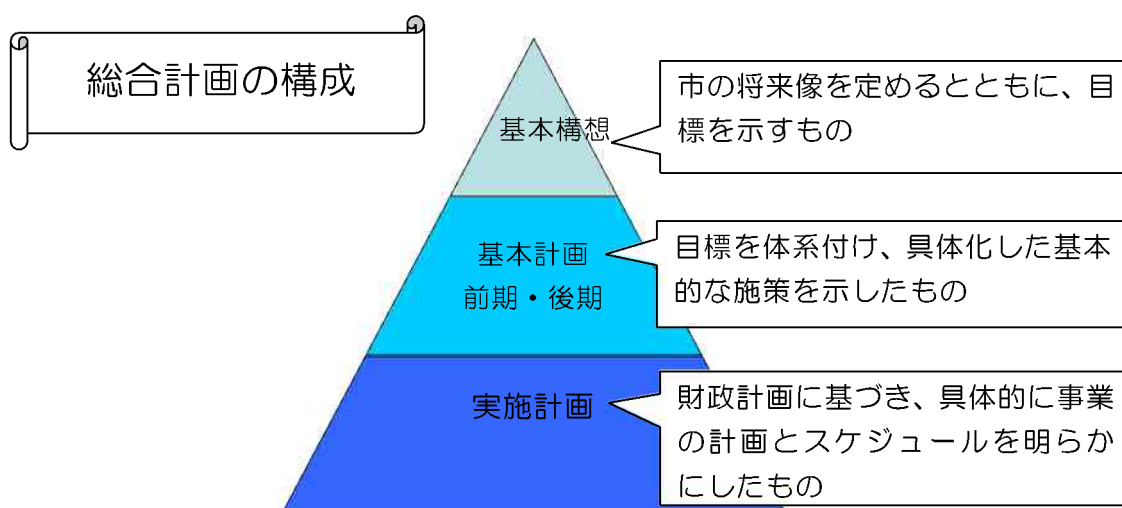 総合計画の構成
基本構想
市の将来像を定めるとともに、目
標を示すもの
基本計画
前期・後期
目標を体系付け、具体化した基本
的な施策を示したもの
実施計画
財政計画に基づき、具体的に事業
の計画とスケジュールを明らか
にしたもの